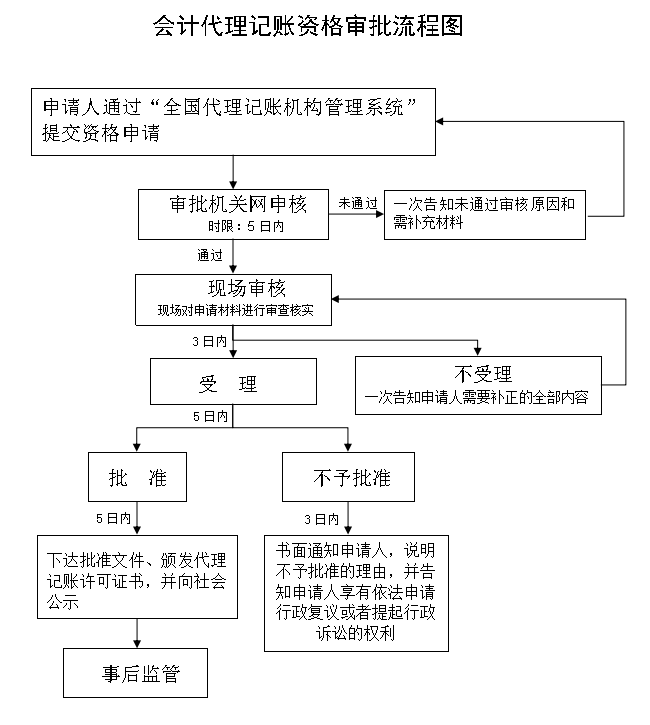 会计代理记账资格审批流程图
申请人通过“全国代理记账机构管理系统”
提交资格申请
审批机关网审核
时限：5日内
未通过
一次告知未通过审核原因和
需补充材料
通过
现场审核
现场对申请材料进行审查核实
3日内
受 理
不受理
一次告知申请人需要补正的全部内容
5日内
批 准
不予批准
5日内
3日内
下达批准文件、颁发代理
记账许可证书，并向社会
公示
书面通知申请人，说明
不予批准的理由，并告
知申请人享有依法申请
行政复议或者提起行政
诉讼的权利
事后监管